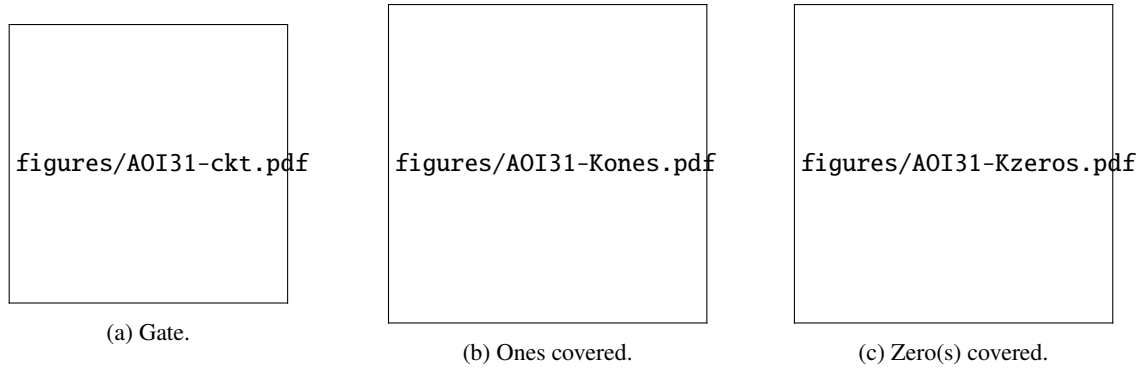 figures/AOI31-ckt.pdf
(a) Gate.
figures/AOI31-Kones.pdf
(b) Ones covered.
figures/AOI31-Kzeros.pdf
(c) Zero(s) covered.